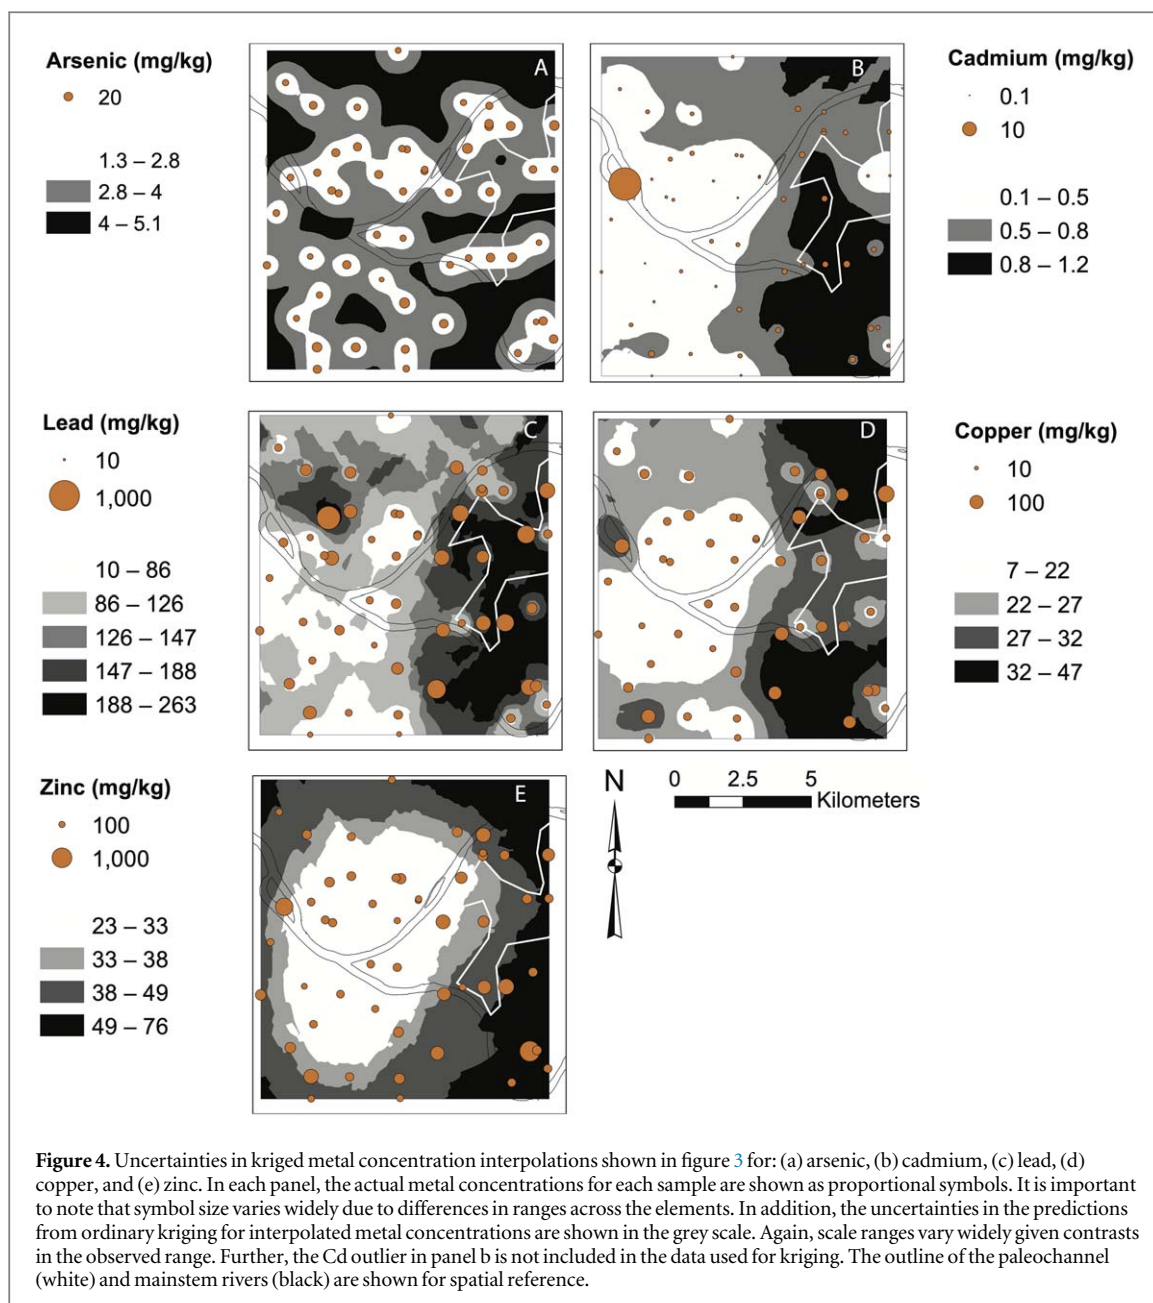 Arsenic (mg/kg)
20
1.3 – 2.8
2.8 – 4
4 – 5.1
A
B
Cadmium (mg/kg)
0.1
10
0.1 – 0.5
0.5 – 0.8
0.8 – 1.2
Lead (mg/kg)
10
1,000
10 – 86
86 – 126
126 – 147
147 – 188
188 – 263
C
D
Copper (mg/kg)
10
100
7 – 22
22 – 27
27 – 32
32 – 47
Zinc (mg/kg)
100
1,000
23 – 33
33 – 38
38 – 49
49 – 76
E
N
0 2.5 5
Kilometers
Figure 4. Uncertainties in kriged metal concentration interpolations shown in figure 3 for: (a) arsenic, (b) cadmium, (c) lead, (d)
copper, and (e) zinc. In each panel, the actual metal concentrations for each sample are shown as proportional symbols. It is important
to note that symbol size varies widely due to differences in ranges across the elements. In addition, the uncertainties in the predictions
from ordinary kriging for interpolated metal concentrations are shown in the grey scale. Again, scale ranges vary widely given contrasts
in the observed range. Further, the Cd outlier in panel b is not included in the data used for kriging. The outline of the paleochannel
(white) and mainstem rivers (black) are shown for spatial reference.